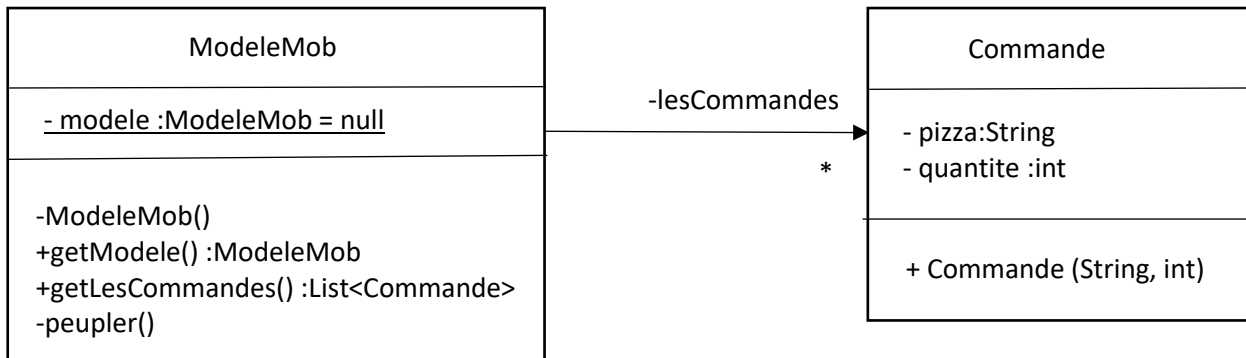 ModeleMob
- modele :ModeleMob = null
-ModeleMob()
+getModele() :ModeleMob
+getLesCommandes() :List<Commande>
-peupler()
-lesCommandes
*
Commande
- pizza:String
- quantite :int
+ Commande (String, int)